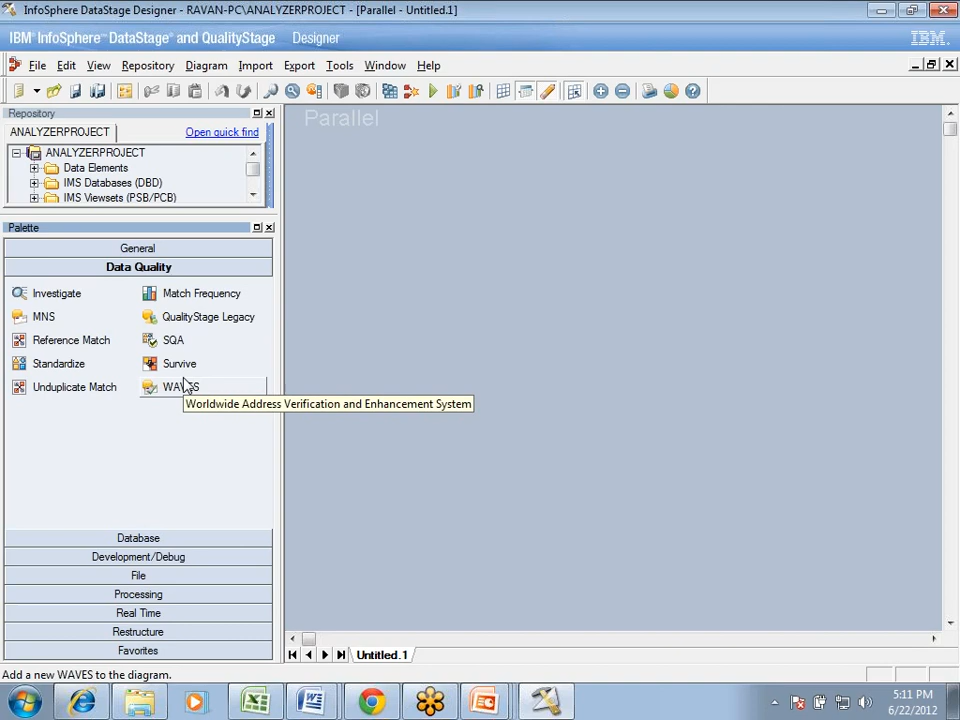 InfoSphere DataStage Designer - RAVAN-PC\ANALYZERPROJECT - [Parallel - Untitled.1]
IBM® InfoSphere™ DataStage® and QualityStage Designer
IBM.
File Edit View Repository Diagram Import Export Tools Window Help
Repository
ANALYZERPROJECT Open quick find
ANALYZERPROJECT
Data Elements
IMS Databases (DBD)
IMS Viewsets (PSB/PCB)
Parallel
Palette
General
Data Quality
Investigate Match Frequency
MNS QualityStage Legacy
Reference Match SQA
Standardize Survive
Unduplicate Match WAVES
Worldwide Address Verification and Enhancement System
Database
Development/Debug
File
Processing
Real Time
Restructure
Favorites
Untitled.1
Add a new WAVES to the diagram.
5:11 PM
6/22/2012